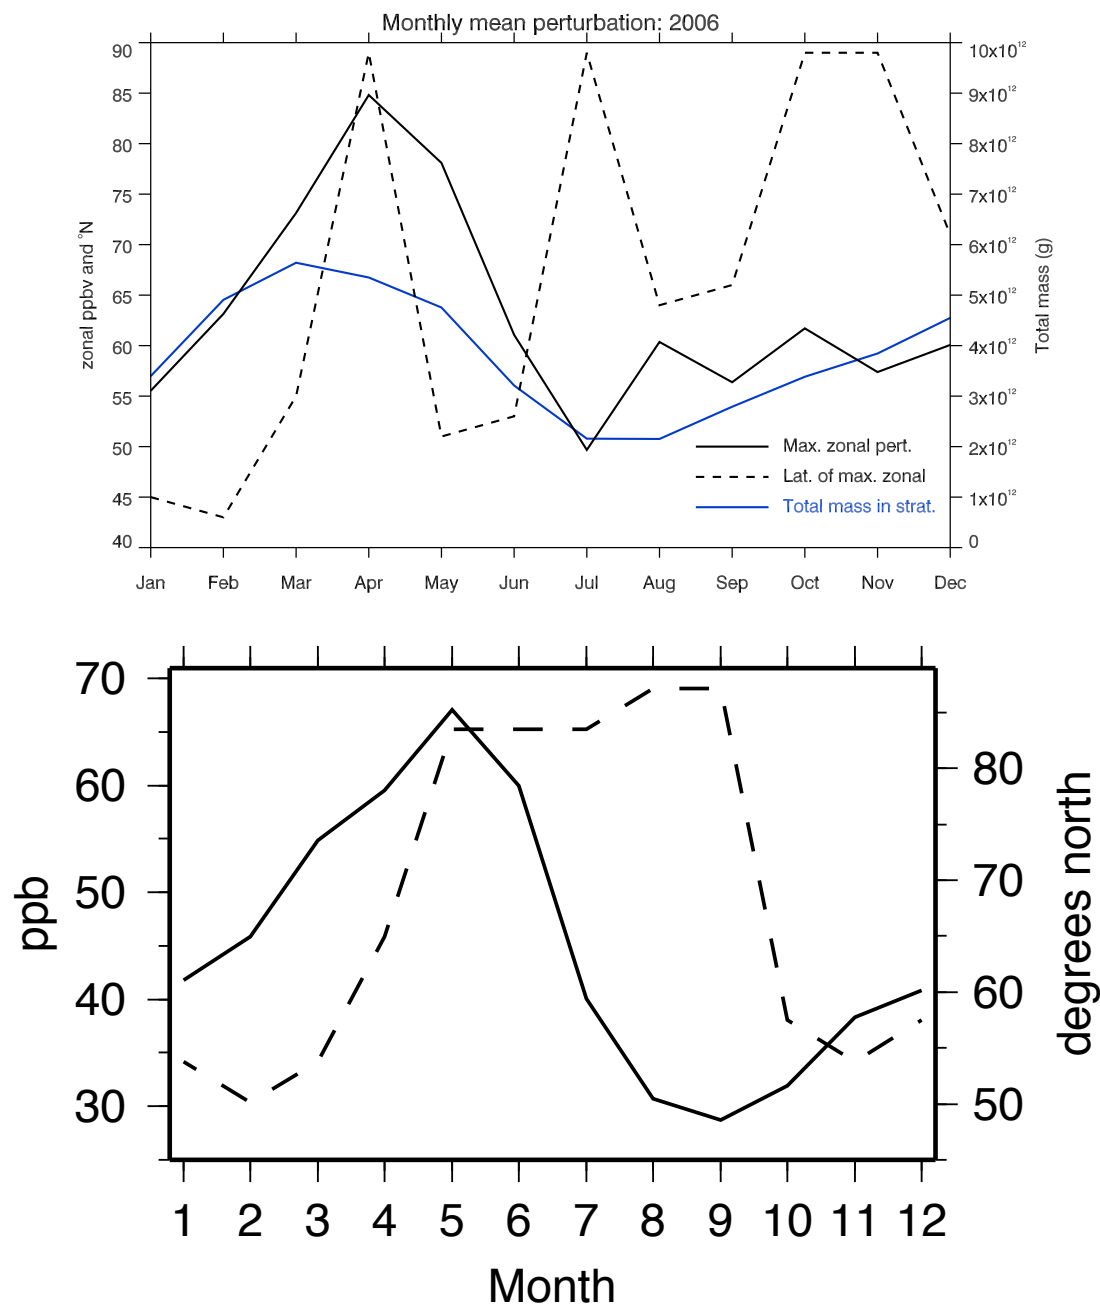 Monthly mean perturbation: 2006
90
85
80
75
70
65
60
55
50
45
40
zonal ppbv and °N
10x10¹²
9x10¹²
8x10¹²
7x10¹²
6x10¹²
5x10¹²
4x10¹²
3x10¹²
2x10¹²
1x10¹²
0
Total mass (g)
Max. zonal pert.
Lat. of max. zonal
Total mass in strat.
Jan Feb Mar Apr May Jun Jul Aug Sep Oct Nov Dec
70
60
50
40
30
ppb
80
70
60
50
degrees north
1 2 3 4 5 6 7 8 9 10 11 12
Month